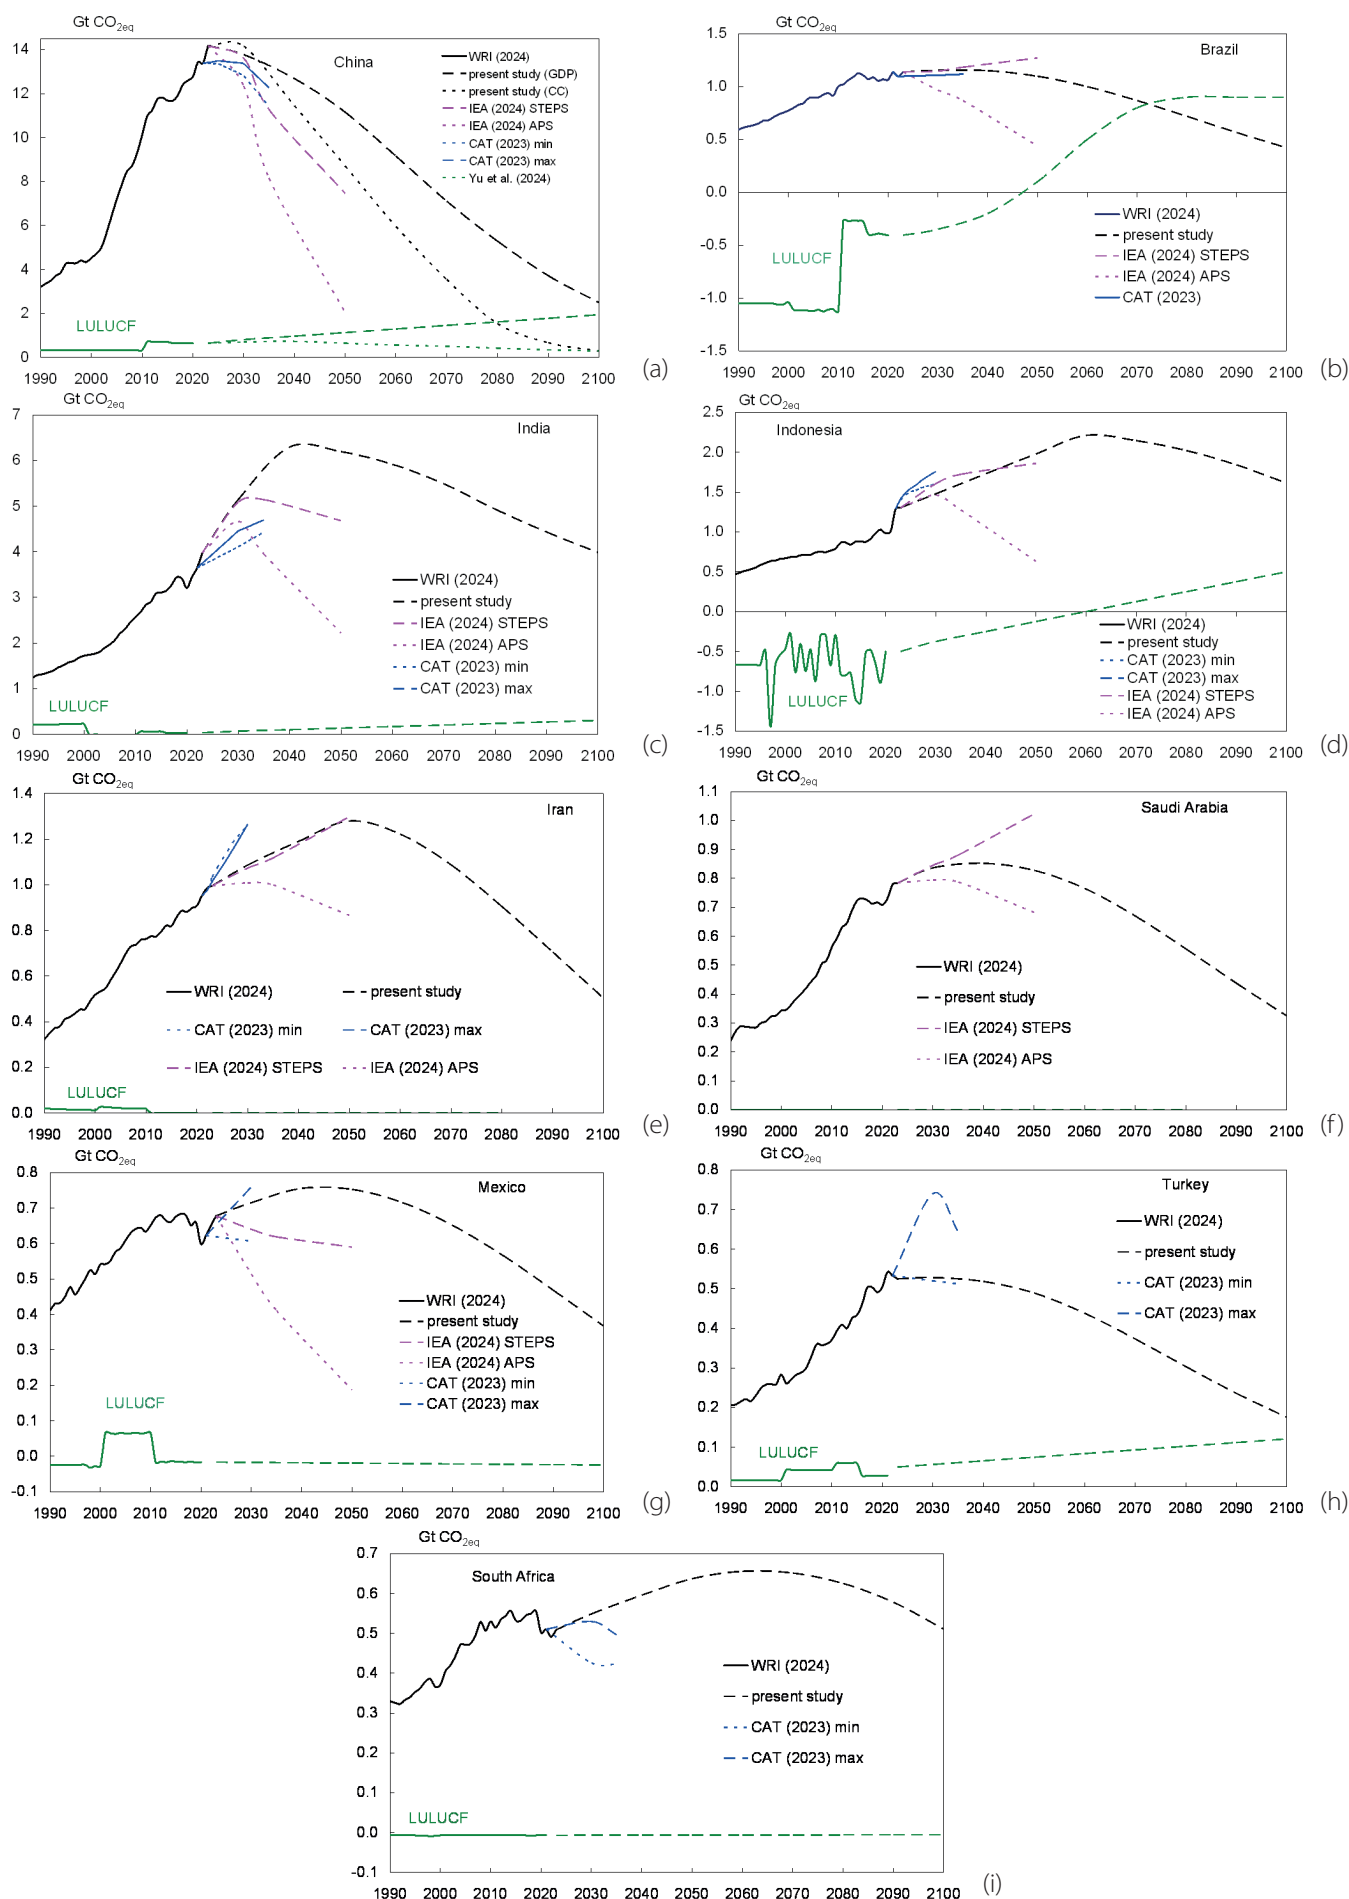 Gt CO2eq
China
14
12
10
8
6
4
2
0
WRI (2024)
present study (GDP)
present study (CC)
IEA (2024) STEPS
IEA (2024) APS
CAT (2023) min
CAT (2023) max
Yu et al. (2024)
LULUCF
1990 2000 2010 2020 2030 2040 2050 2060 2070 2080 2090 2100
(a)
Gt CO2eq
Brazil
1.5
1.0
0.5
0.0
-0.5
-1.0
-1.5
LULUCF
WRI (2024)
present study
IEA (2024) STEPS
IEA (2024) APS
CAT (2023)
1990 2000 2010 2020 2030 2040 2050 2060 2070 2080 2090 2100
(b)
Gt CO2eq
India
7
6
5
4
3
2
1
0
WRI (2024)
present study
IEA (2024) STEPS
IEA (2024) APS
CAT (2023) min
CAT (2023) max
LULUCF
1990 2000 2010 2020 2030 2040 2050 2060 2070 2080 2090 2100
(c)
Gt CO2eq
Indonesia
2.5
2.0
1.5
1.0
0.5
0.0
-0.5
-1.0
-1.5
LULUCF
WRI (2024)
present study
CAT (2023) min
CAT (2023) max
IEA (2024) STEPS
IEA (2024) APS
1990 2000 2010 2020 2030 2040 2050 2060 2070 2080 2090 2100
(d)
Gt CO2eq
Iran
1.4
1.2
1.0
0.8
0.6
0.4
0.2
0.0
WRI (2024) present study
CAT (2023) min CAT (2023) max
IEA (2024) STEPS IEA (2024) APS
LULUCF
1990 2000 2010 2020 2030 2040 2050 2060 2070 2080 2090 2100
(e)
Gt CO2eq
Saudi Arabia
1.1
1.0
0.9
0.8
0.7
0.6
0.5
0.4
0.3
0.2
0.1
0.0
WRI (2024)
present study
IEA (2024) STEPS
IEA (2024) APS
1990 2000 2010 2020 2030 2040 2050 2060 2070 2080 2090 2100
(f)
Gt CO2eq
Mexico
0.8
0.7
0.6
0.5
0.4
0.3
0.2
0.1
0.0
-0.1
WRI (2024)
present study
IEA (2024) STEPS
IEA (2024) APS
CAT (2023) min
CAT (2023) max
LULUCF
1990 2000 2010 2020 2030 2040 2050 2060 2070 2080 2090 2100
(g)
Gt CO2eq
Turkey
0.8
0.7
0.6
0.5
0.4
0.3
0.2
0.1
0.0
WRI (2024)
present study
CAT (2023) min
CAT (2023) max
LULUCF
1990 2000 2010 2020 2030 2040 2050 2060 2070 2080 2090 2100
(h)
Gt CO2eq
South Africa
0.7
0.6
0.5
0.4
0.3
0.2
0.1
0.0
-0.1
WRI (2024)
present study
CAT (2023) min
CAT (2023) max
LULUCF
1990 2000 2010 2020 2030 2040 2050 2060 2070 2080 2090 2100
(i)